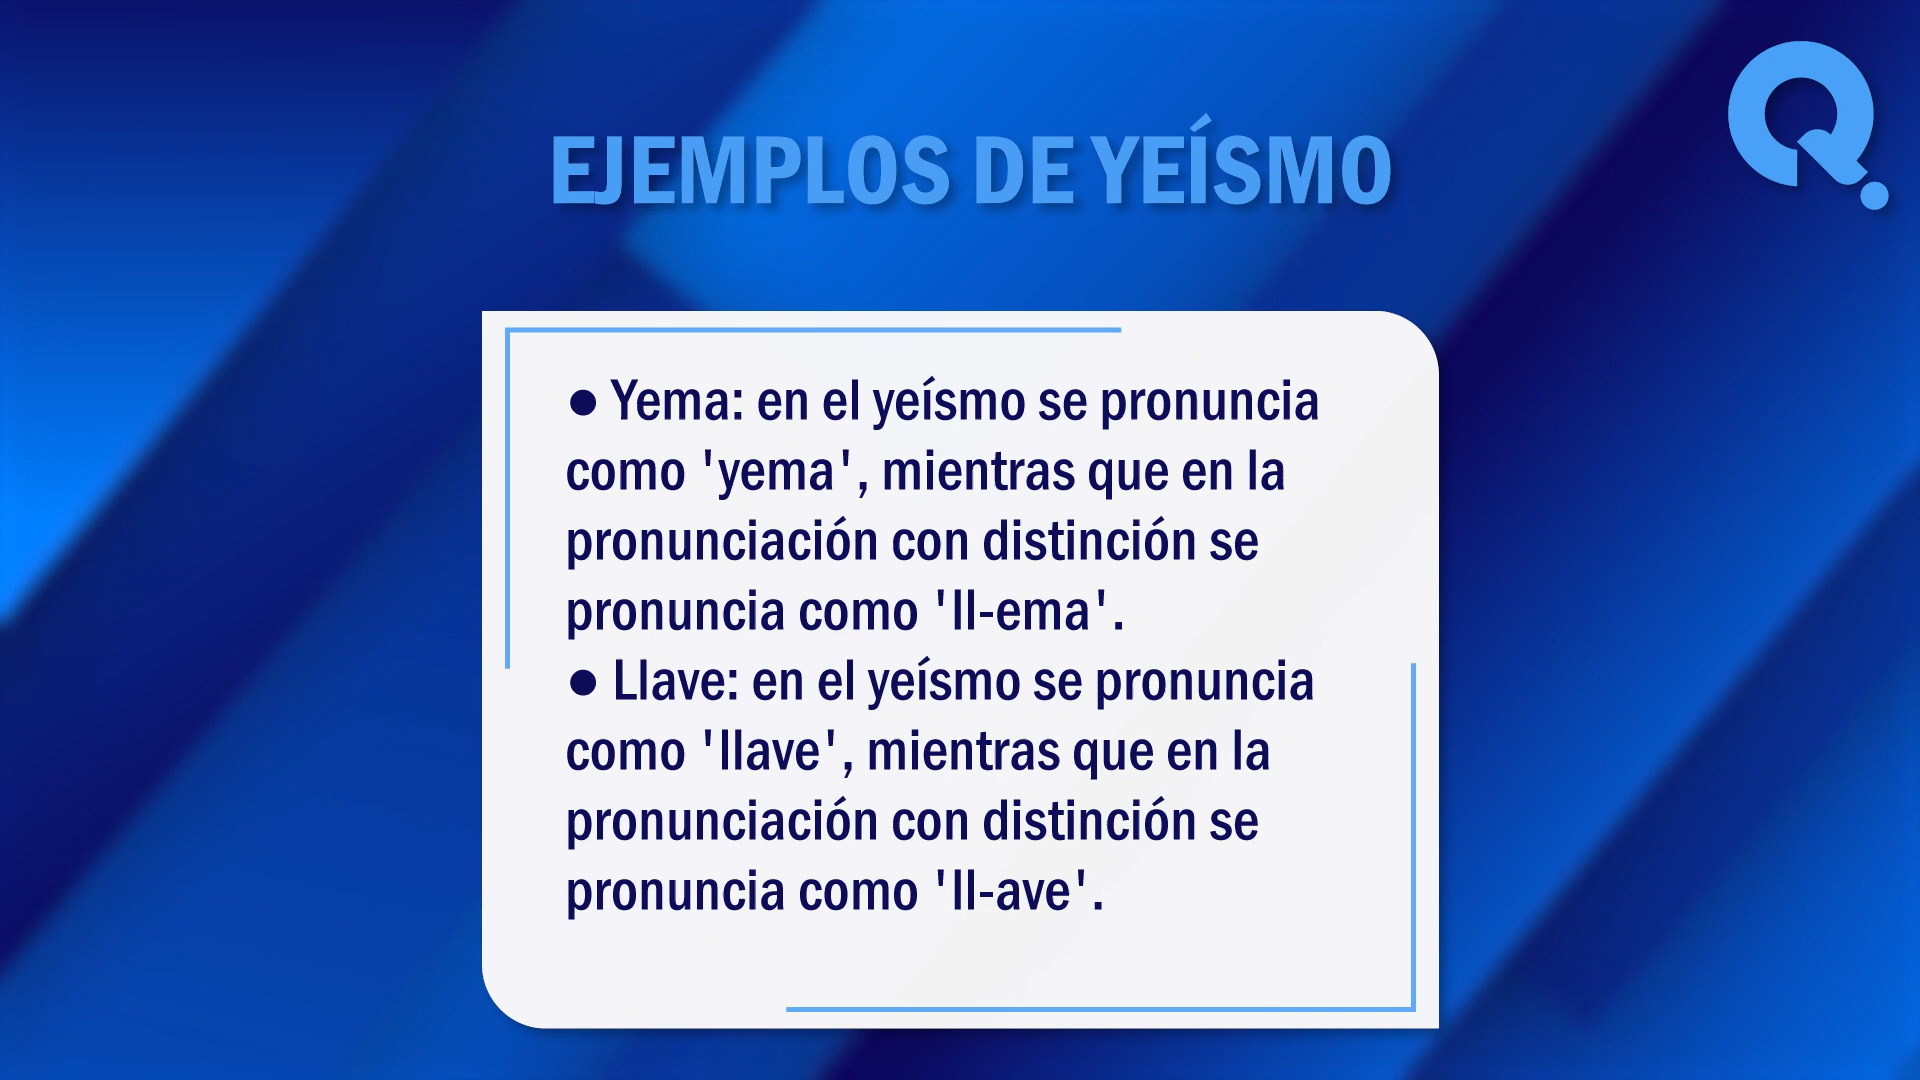 EJEMPLOS DE YEÍSMO
● Yema: en el yeísmo se pronuncia
como 'yema', mientras que en la
pronunciación con distinción se
pronuncia como 'll-ema'.
● Llave: en el yeísmo se pronuncia
como 'llave', mientras que en la
pronunciación con distinción se
pronuncia como 'll-ave'.